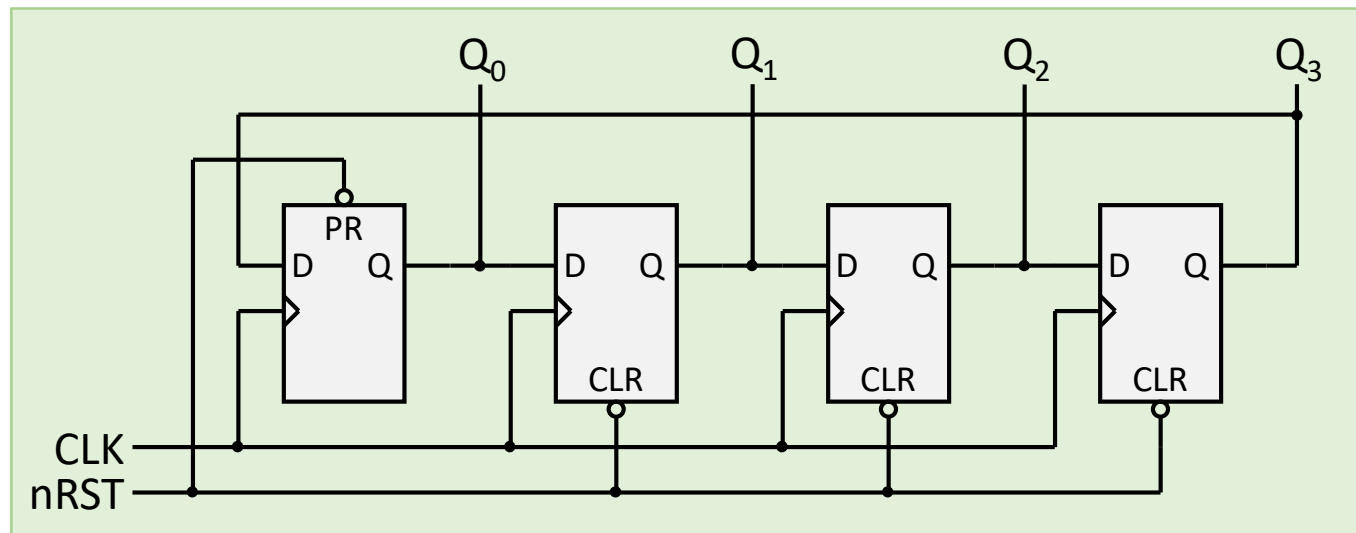 Q₀ Q₁ Q₂ Q₃
PR
D Q D Q D Q D Q
CLR CLR CLR
CLK
nRST